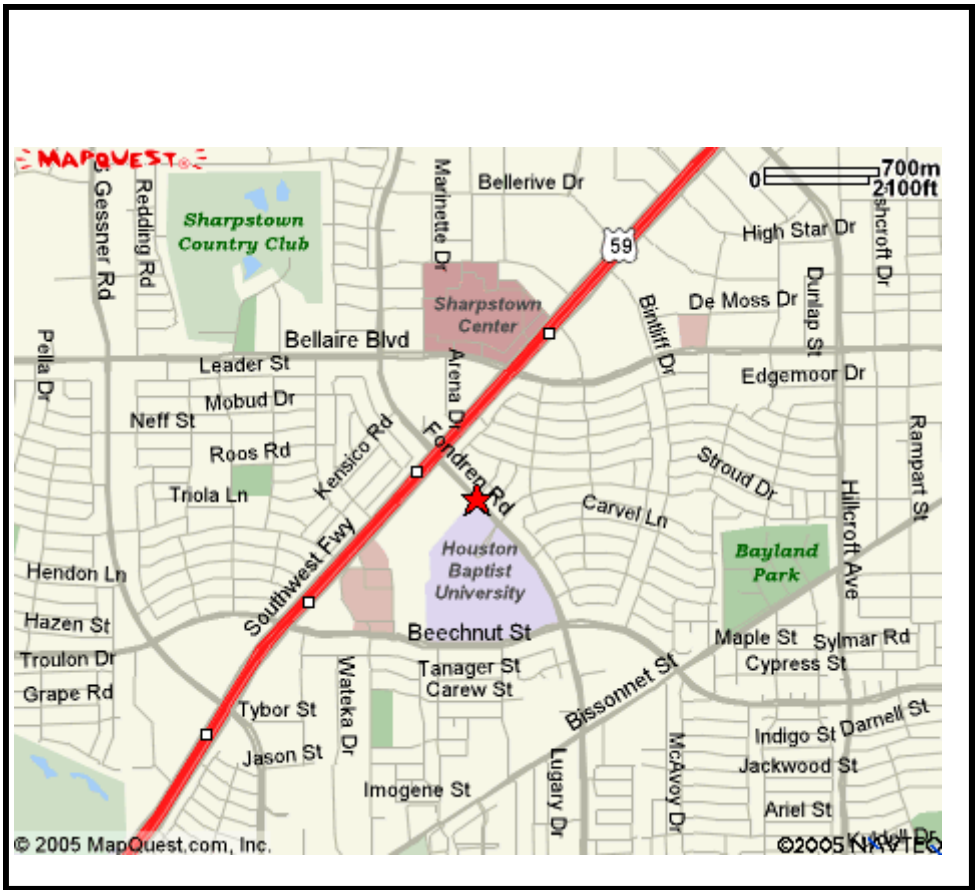 MAPQUEST
700m
0
2100ft
S Gessner Rd
Redding Rd
Marinette Dr
Bellerive Dr
Sharpstown
Country Club
59
High Star Dr
Sharpstown
Center
Bintliff Dr
De Moss Dr
Dunlap St
Pella Dr
Bellaire Blvd
Leader St
Arena Dr
Edgemoor Dr
Mobud Dr
Neff St
Kensico Rd
Fondren Rd
Rampart St
Roos Rd
Stroud Dr
Triola Ln
Carvel Ln
Hillcroft Ave
Southwest Fwy
Houston
Baptist
University
Bayland
Park
Hendon Ln
Hazen St
Beechnut St
Maple St
Sylmar Rd
Troulon Dr
Tanager St
Cypress St
Grape Rd
Carew St
Bissonnet St
Wateka Dr
Tybor St
Indigo St
Darnell St
Jason St
Lugary Dr
McAvoy Dr
Jackwood St
Imogene St
Ariel St
© 2005 MapQuest.com, Inc.
©2005 NAVTEQ